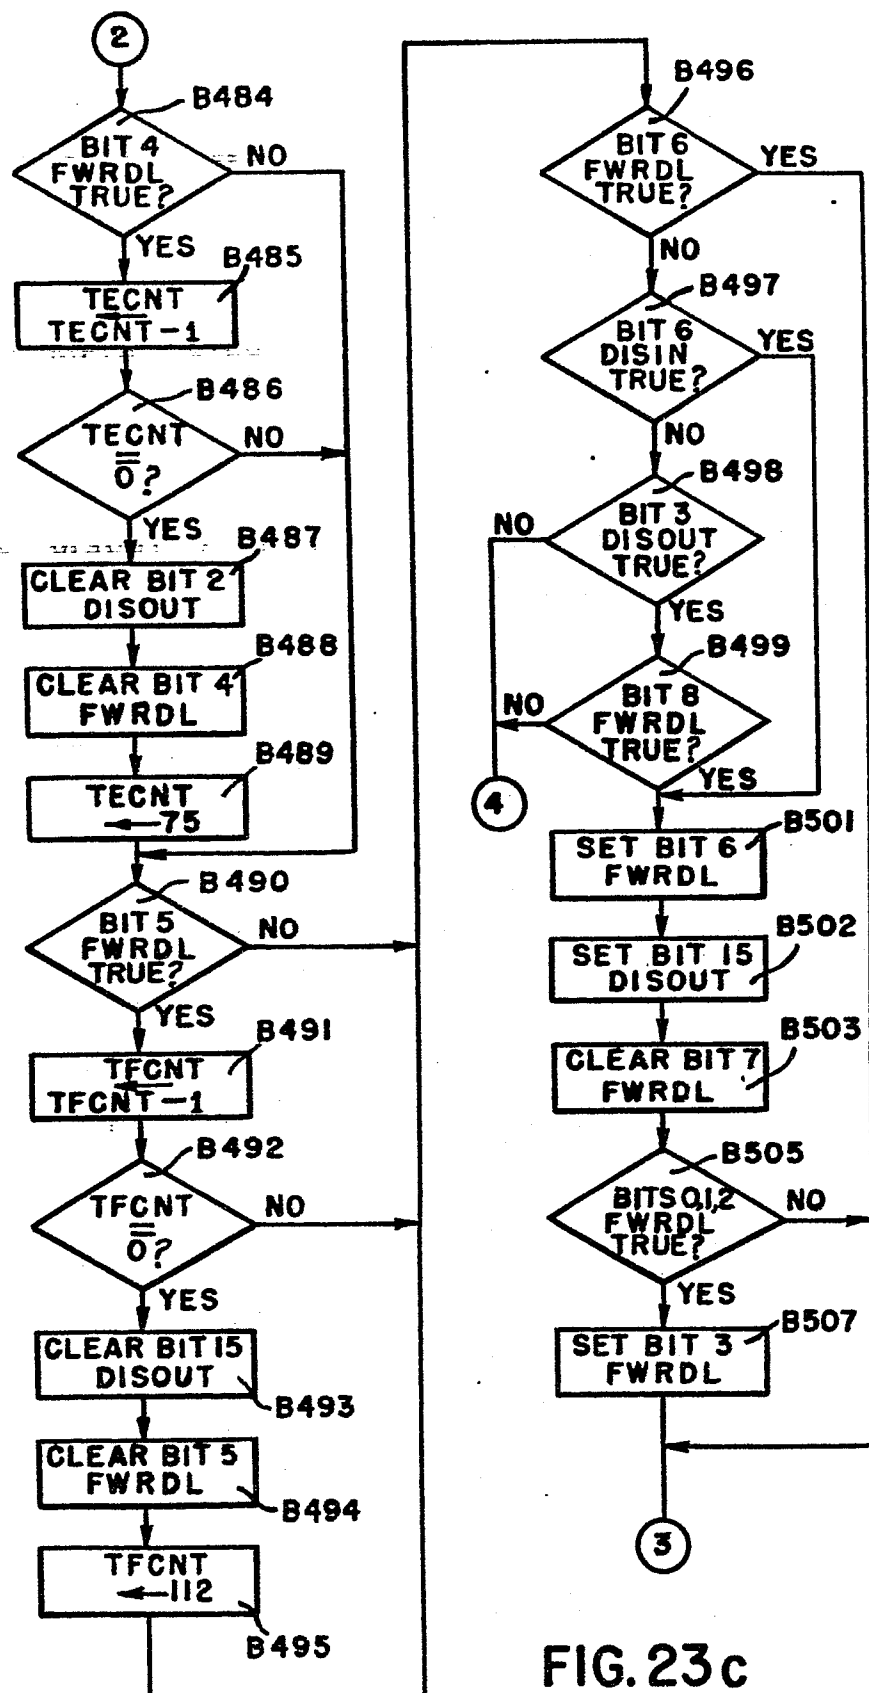 2
B484
BIT 4
FWRDL
TRUE?
NO
YES
B485
TECNT
←
TECNT-1
B486
TECNT
=
0?
NO
YES
B487
CLEAR BIT 2
DISOUT
B488
CLEAR BIT 4
FWRDL
B489
TECNT
←75
B490
BIT 5
FWRDL
TRUE?
NO
YES
B491
TFCNT
←
TFCNT-1
B492
TFCNT
=
0?
NO
YES
CLEAR BIT 15
DISOUT
B493
CLEAR BIT 5
FWRDL
B494
TFCNT
←112
B495
B496
BIT 6
FWRDL
TRUE?
YES
NO
B497
BIT 6
DISIN
TRUE?
YES
NO
B498
BIT 3
DISOUT
TRUE?
NO
YES
B499
BIT 8
FWRDL
TRUE?
NO
YES
4
B501
SET BIT 6
FWRDL
B502
SET BIT 15
DISOUT
B503
CLEAR BIT 7
FWRDL
B505
BITS 0,1,2
FWRDL
TRUE?
NO
YES
B507
SET BIT 3
FWRDL
3
FIG. 23c